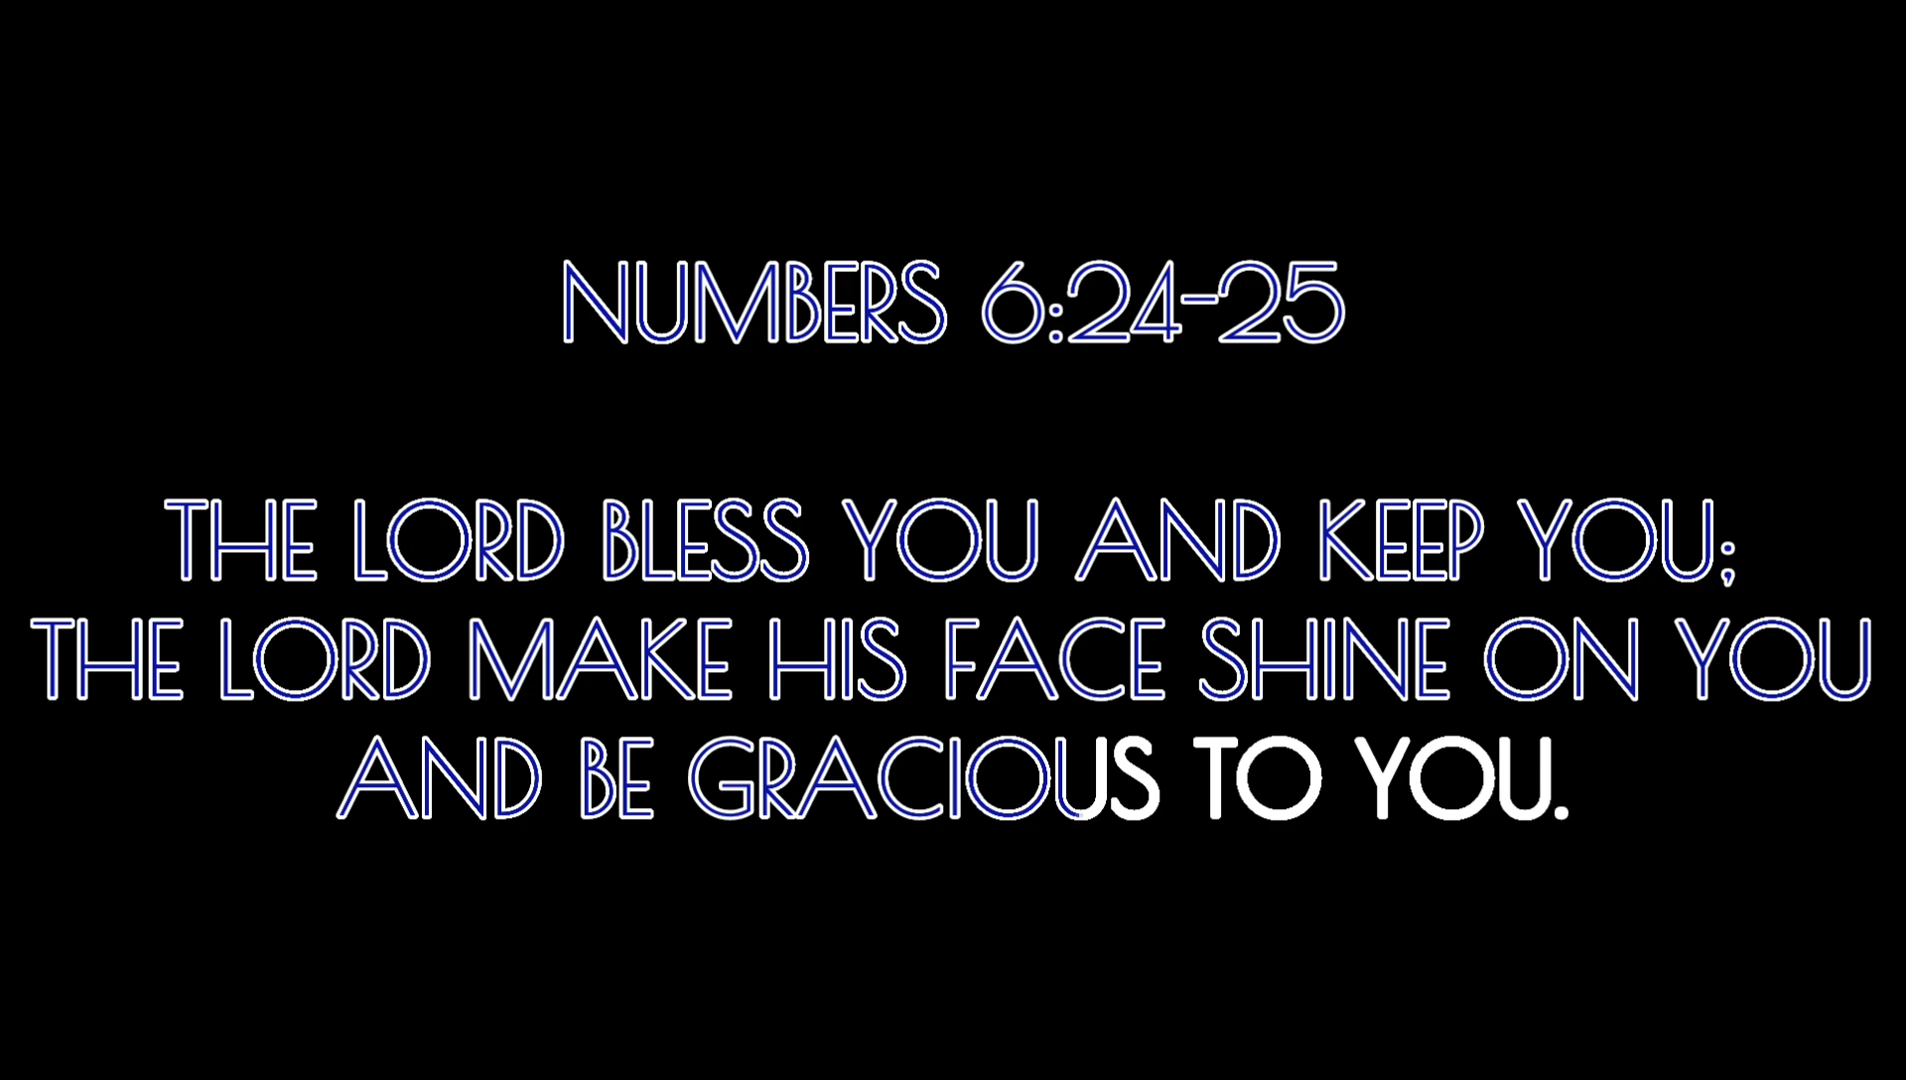 NUMBERS 6:24-25
THE LORD BLESS YOU AND KEEP YOU;
THE LORD MAKE HIS FACE SHINE ON YOU
AND BE GRACIOUS TO YOU.